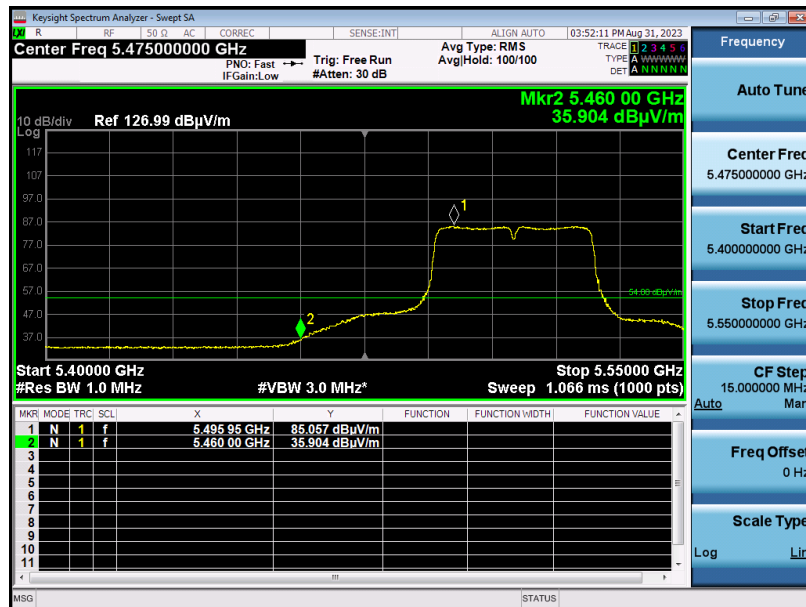 Keysight Spectrum Analyzer - Swept SA
R RF 50 Ω AC CORREC SENSE:INT ALIGN AUTO 03:52:11 PM Aug 31, 2023
Center Freq 5.475000000 GHz
PNO: Fast
IFGain:Low
Trig: Free Run
#Atten: 30 dB
Avg Type: RMS
Avg|Hold: 100/100
TRACE 1 2 3 4 5 6
TYPE A WWWWW
DET A N N N N N
Mkr2 5.460 00 GHz
35.904 dBµV/m
10 dB/div Ref 126.99 dBµV/m
Log
117
107
97.0
87.0
77.0
67.0
57.0
47.0
37.0
1
2
54.00 dBµV/m
Start 5.40000 GHz Stop 5.55000 GHz
#Res BW 1.0 MHz #VBW 3.0 MHz* Sweep 1.066 ms (1000 pts)
MKR MODE TRC SCL X Y FUNCTION FUNCTION WIDTH FUNCTION VALUE
1 N 1 f 5.495 95 GHz 85.057 dBµV/m
2 N 1 f 5.460 00 GHz 35.904 dBµV/m
3
4
5
6
7
8
9
10
11
MSG STATUS
Frequency
Auto Tune
Center Freq
5.475000000 GHz
Start Freq
5.400000000 GHz
Stop Freq
5.550000000 GHz
CF Step
15.000000 MHz
Auto Man
Freq Offset
0 Hz
Scale Type
Log Lin